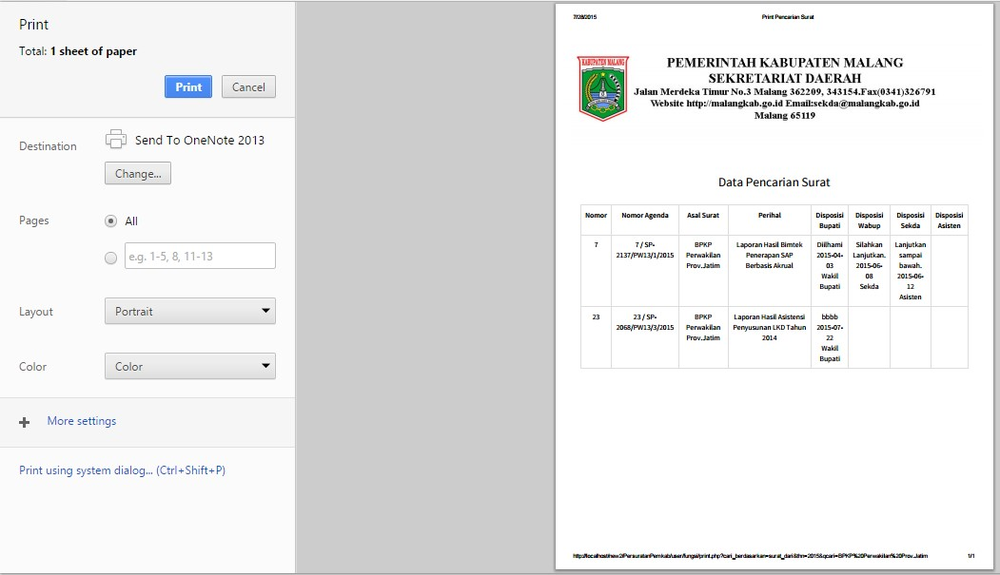 Print
Total: 1 sheet of paper
Print
Cancel
Destination
Send To OneNote 2013
Change...
Pages
All
e.g. 1-5, 8, 11-13
Layout
Portrait
Color
Color
More settings
Print using system dialog... (Ctrl+Shift+P)
7/28/2015
Print Pencarian Surat
KABUPATEN MALANG
PEMERINTAH KABUPATEN MALANG
SEKRETARIAT DAERAH
Jalan Merdeka Timur No.3 Malang 362209, 343154.Fax(0341)326791
Website http://malangkab.go.id Email:sekda@malangkab.go.id
Malang 65119
Data Pencarian Surat
Nomor
Nomor Agenda
Asal Surat
Perihal
Disposisi
Bupati
Disposisi
Wabup
Disposisi
Sekda
Disposisi
Asisten
7
7 / SP-
2137/PW13/1/2015
BPKP
Perwakilan
Prov.Jatim
Laporan Hasil Bimtek
Penerapan SAP
Berbasis Akrual
Diilhami
2015-04-
03
Wakil
Bupati
Silahkan
Lanjutkan.
2015-06-
08
Sekda
Lanjutkan
sampai
bawah.
2015-06-
12
Asisten
23
23 / SP-
2068/PW13/3/2015
BPKP
Perwakilan
Prov.Jatim
Laporan Hasil Asistensi
Penyusunan LKD Tahun
2014
bbbb
2015-07-
22
Wakil
Bupati
http://localhost/new2/PersuratanPemkab/user/fungsi/print.php?cari_berdasarkan=surat_dari&thn=2015&qcari=BPKP%20Perwakilan%20Prov.Jatim
1/1